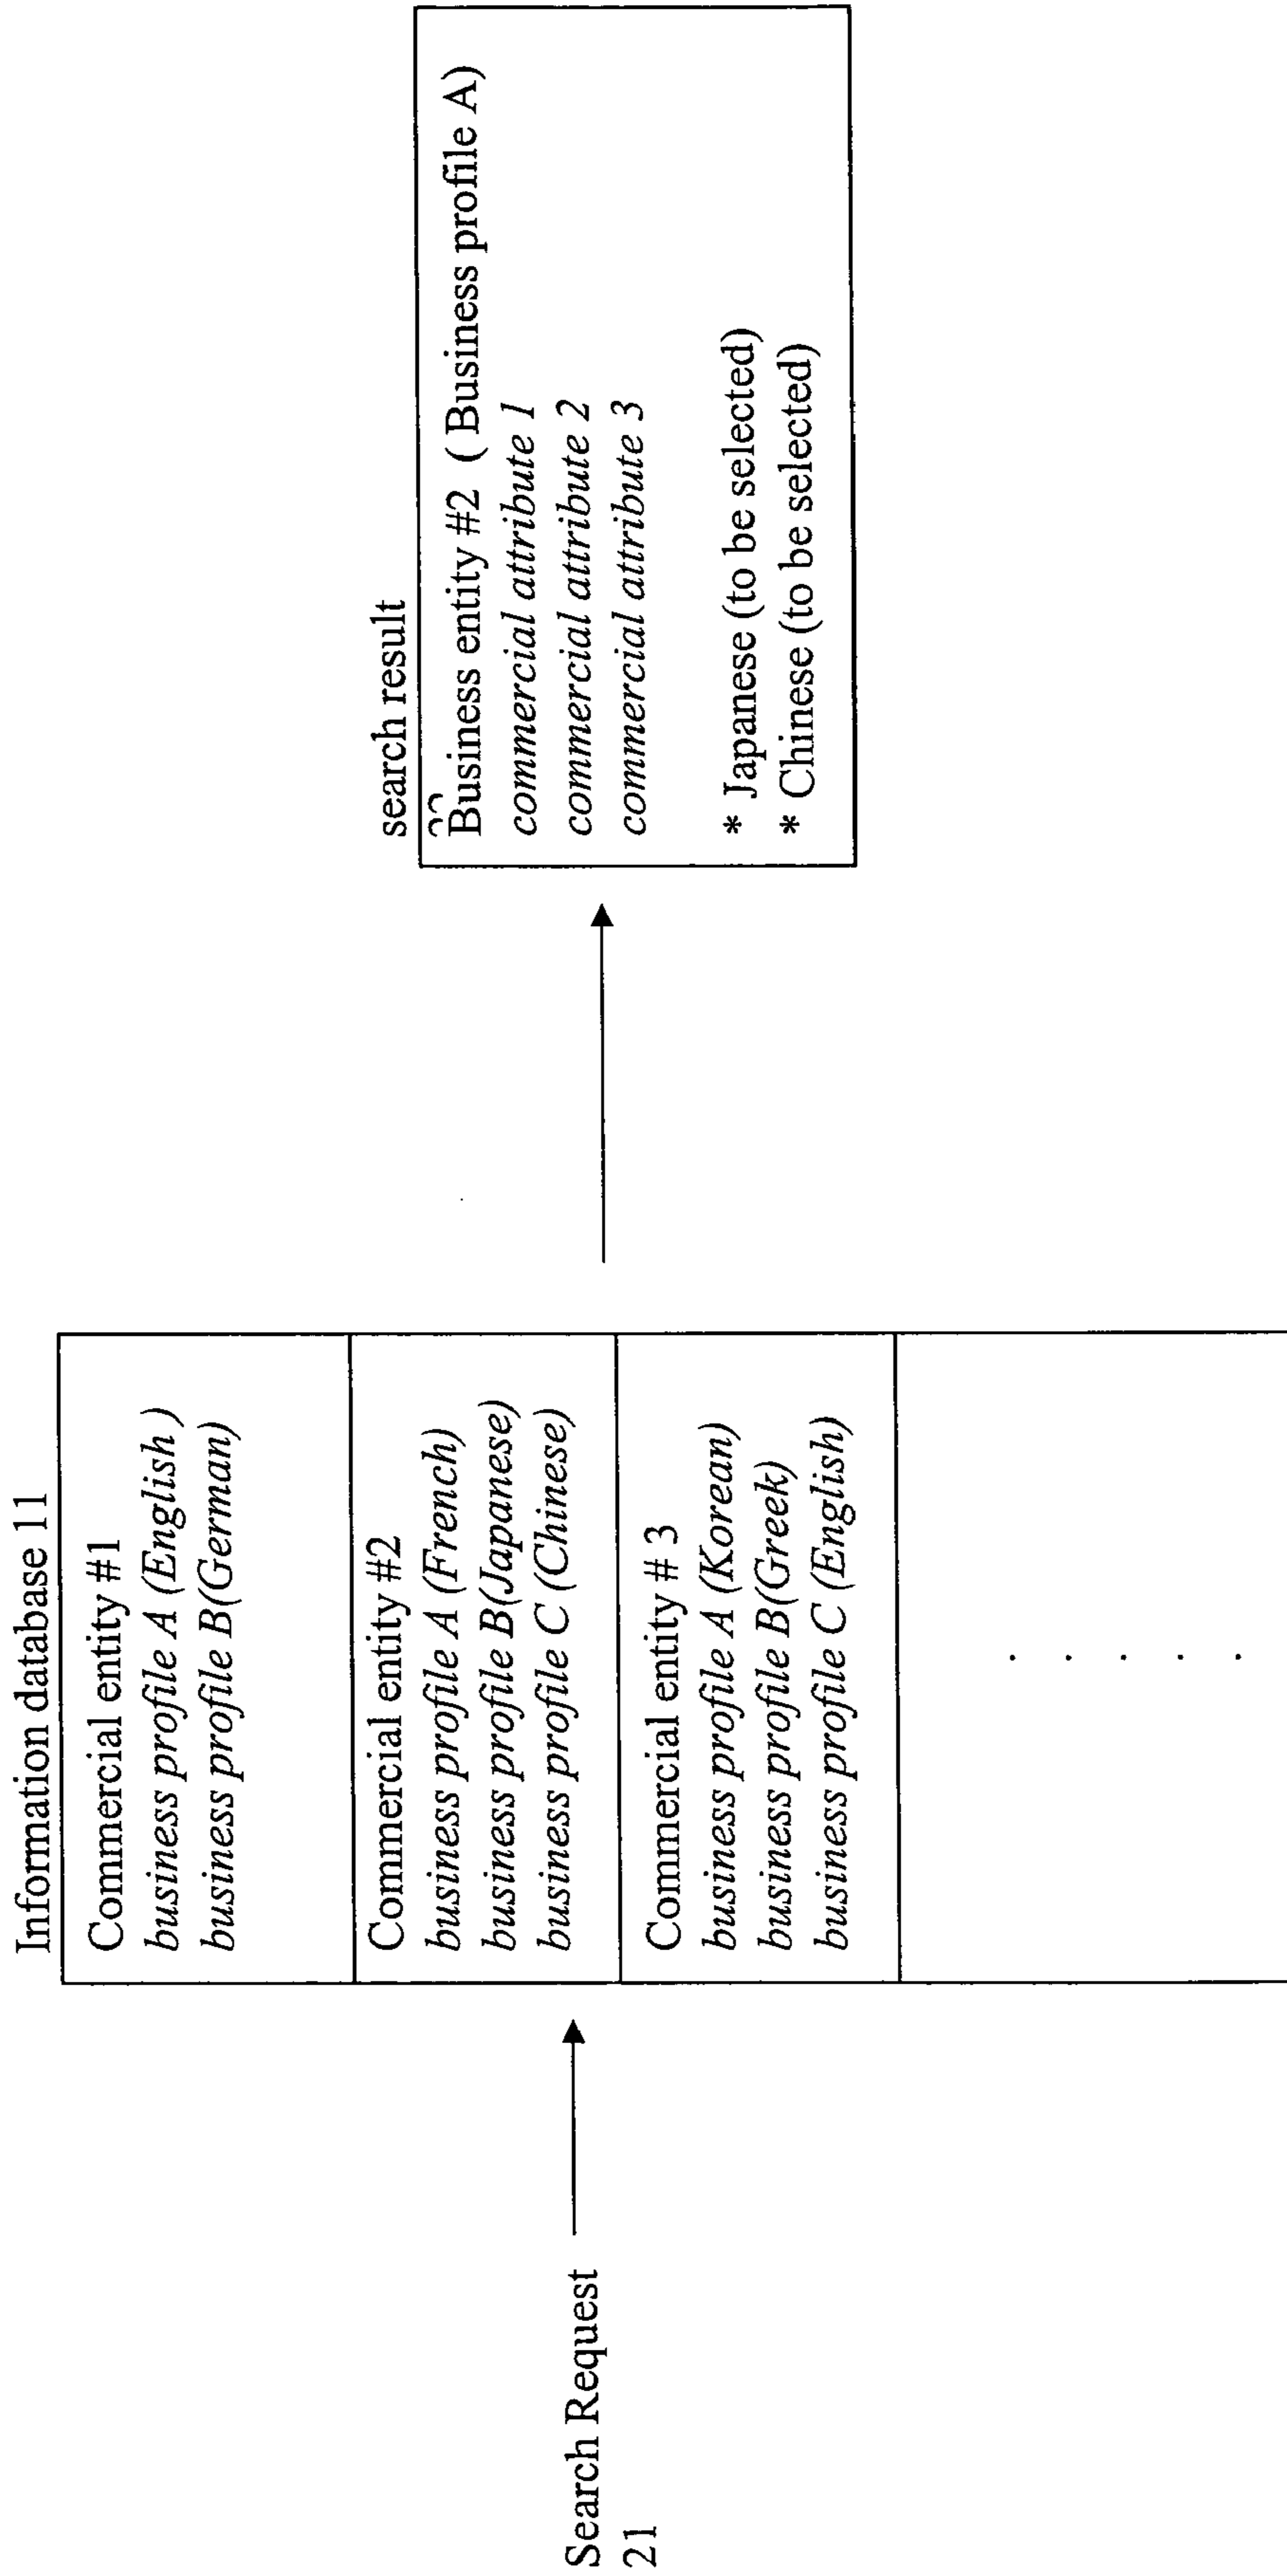 Search Request
21
Information database 11
Commercial entity #1
business profile A (English )
business profile B(German)
Commercial entity #2
business profile A (French)
business profile B(Japanese)
business profile C (Chinese)
Commercial entity # 3
business profile A (Korean)
business profile B(Greek)
business profile C (English)
. . . . .
search result
Business entity #2 ( Business profile A)
commercial attribute 1
commercial attribute 2
commercial attribute 3
* Japanese (to be selected)
* Chinese (to be selected)